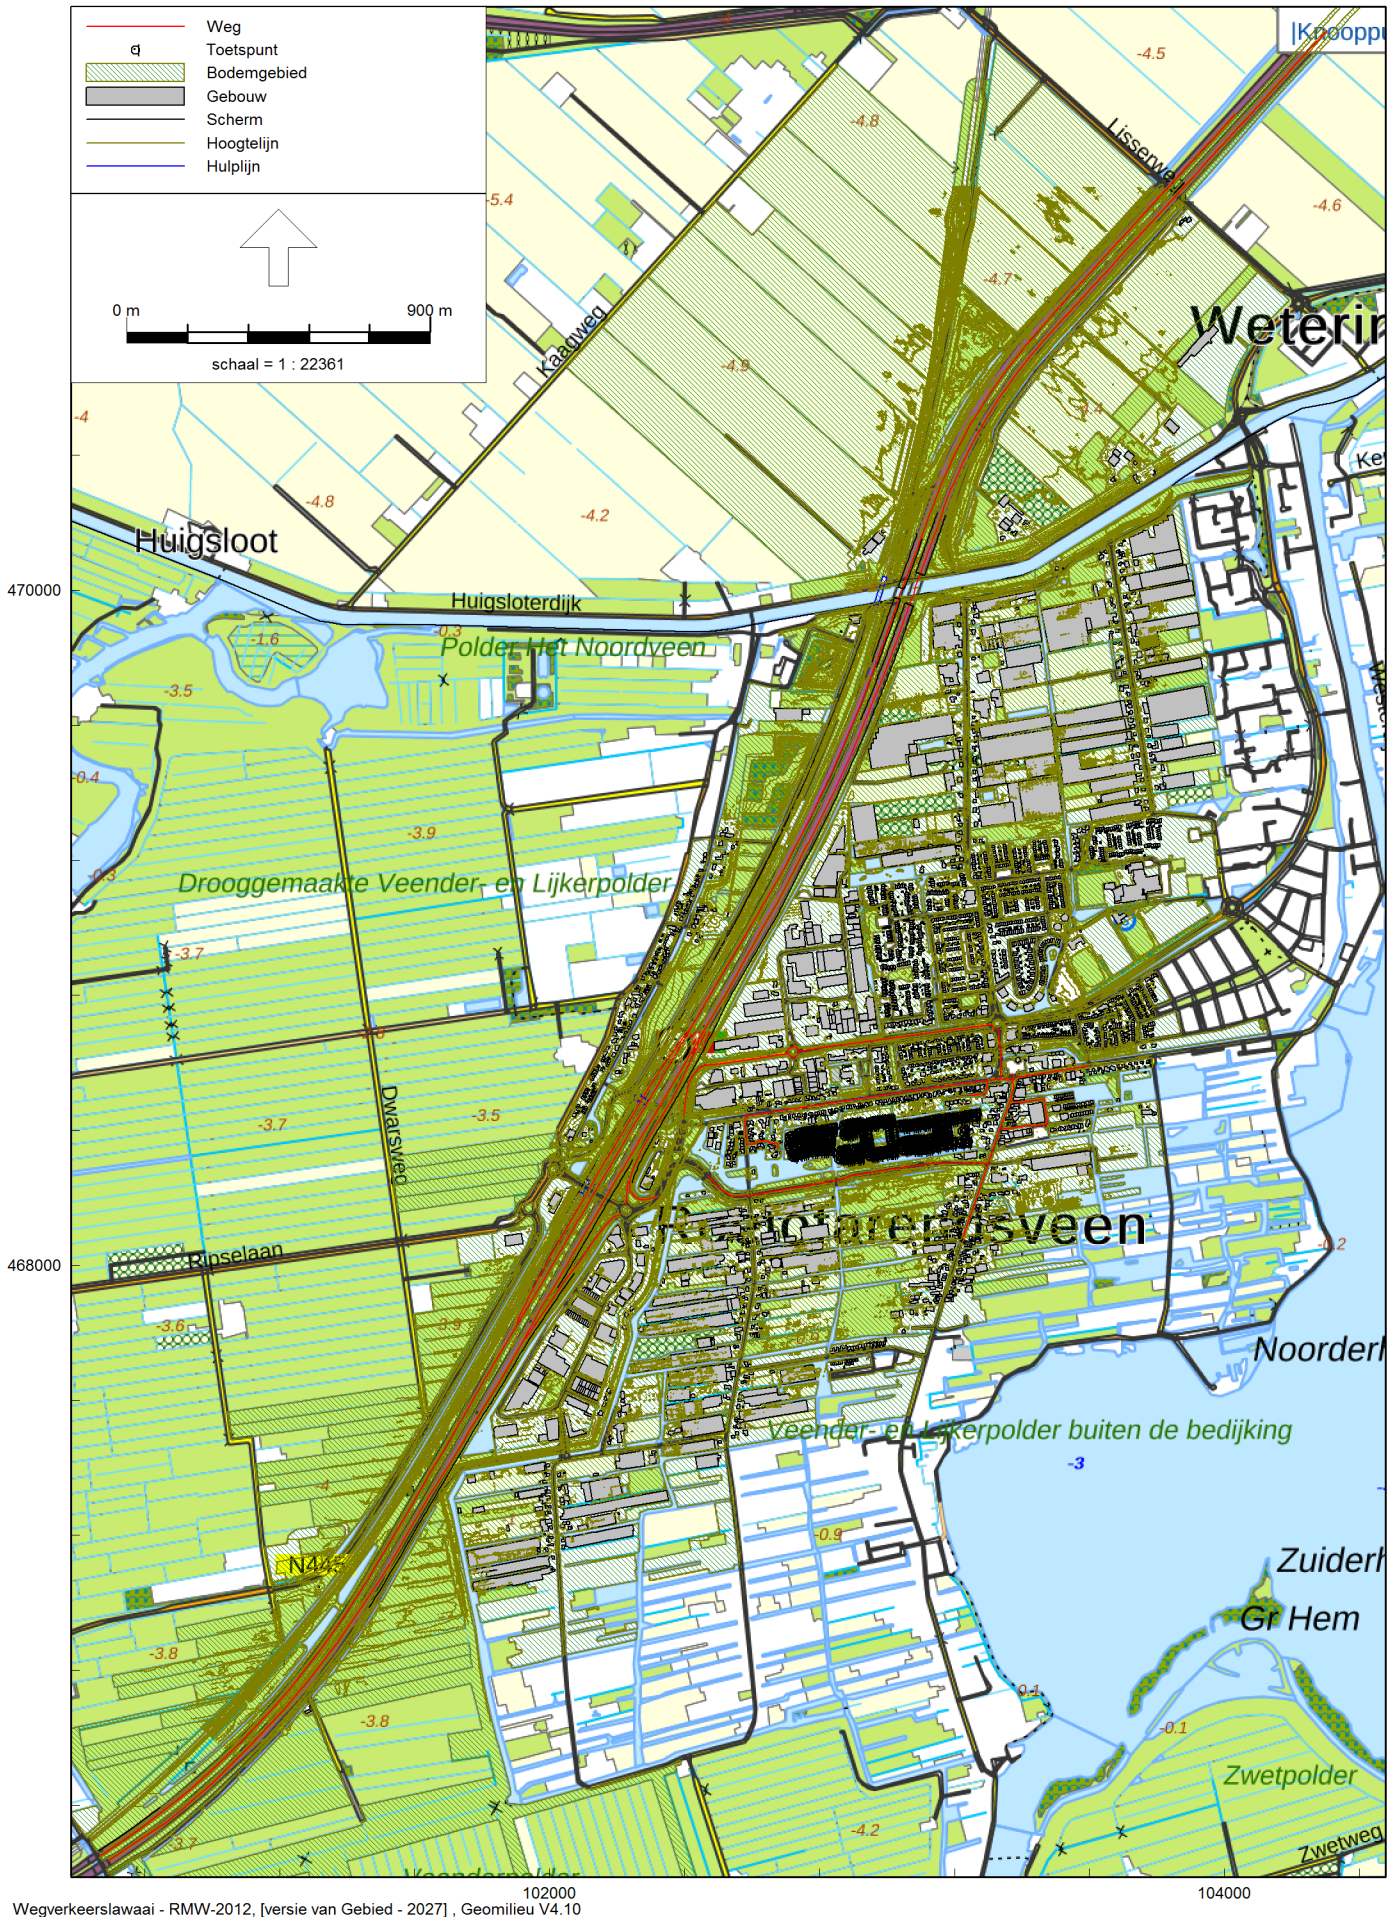 Weg
Toetspunt
Bodemgebied
Gebouw
Scherm
Hoogtelijn
Hulplijn
0 m 900 m
schaal = 1 : 22361
-4.5
-4.8
Lisserweg
-5.4
-4.6
-4.7
Kaagweg
-4.9
-4
-4.4
-4.8
-4.2
Huigsloot
470000
Huigsloterdijk
-0.3
-1.6
Polder Het Noordveen
-3.5
-0.4
-3.9
Drooggemaakte Veender- en Lijkerpolder
-0.3
-3.7
-3.5
-3.7
Dwarsweg
Ripselaan
468000
-0.2
-3.6
-3.9
Veender- en Lijkerpolder buiten de bedijking
-3
-4
-0.9
Gr Hem
-3.8
-0.1
-3.8
-0.1
Zwetpolder
-4.2
-3.7
Zwetweg
102000 104000
Wegverkeerslawaai - RMW-2012, [versie van Gebied - 2027] , Geomilieu V4.10